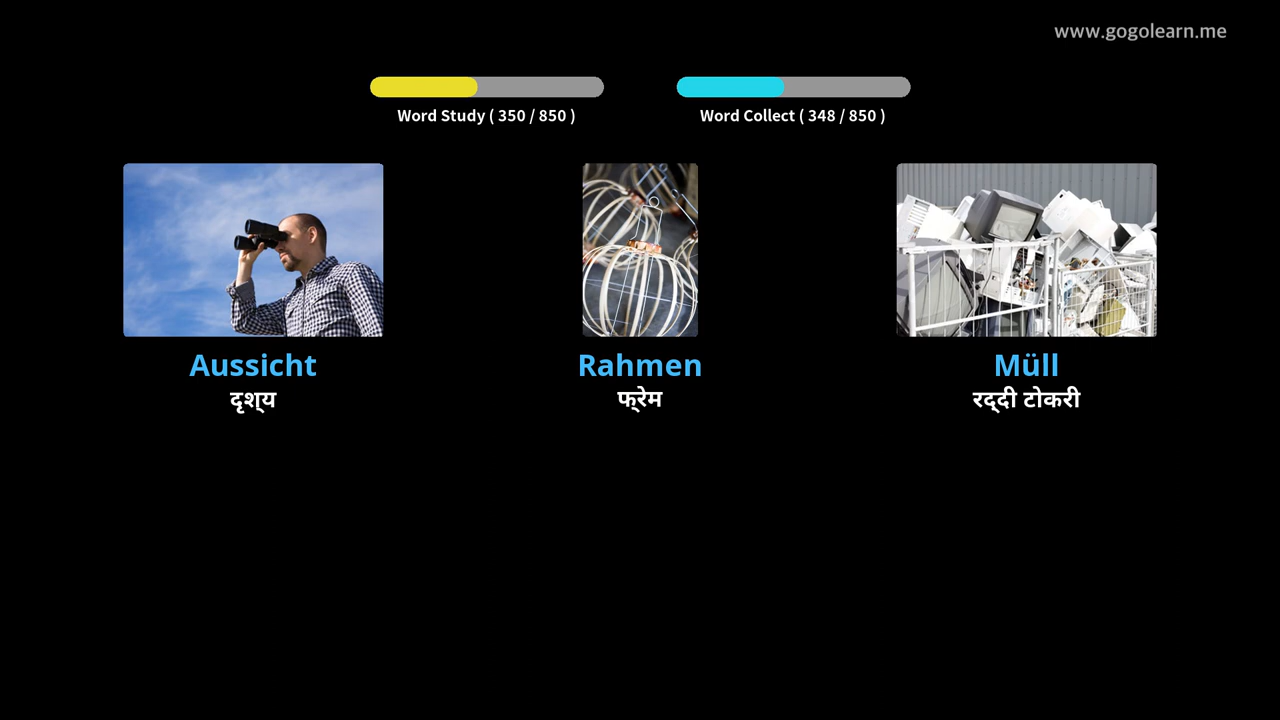 www.gogolearn.me
Word Study ( 350 / 850 )
Word Collect ( 348 / 850 )
Aussicht
Rahmen
Müll
दृश्य
फ्रेम
रद्दी टोकरी